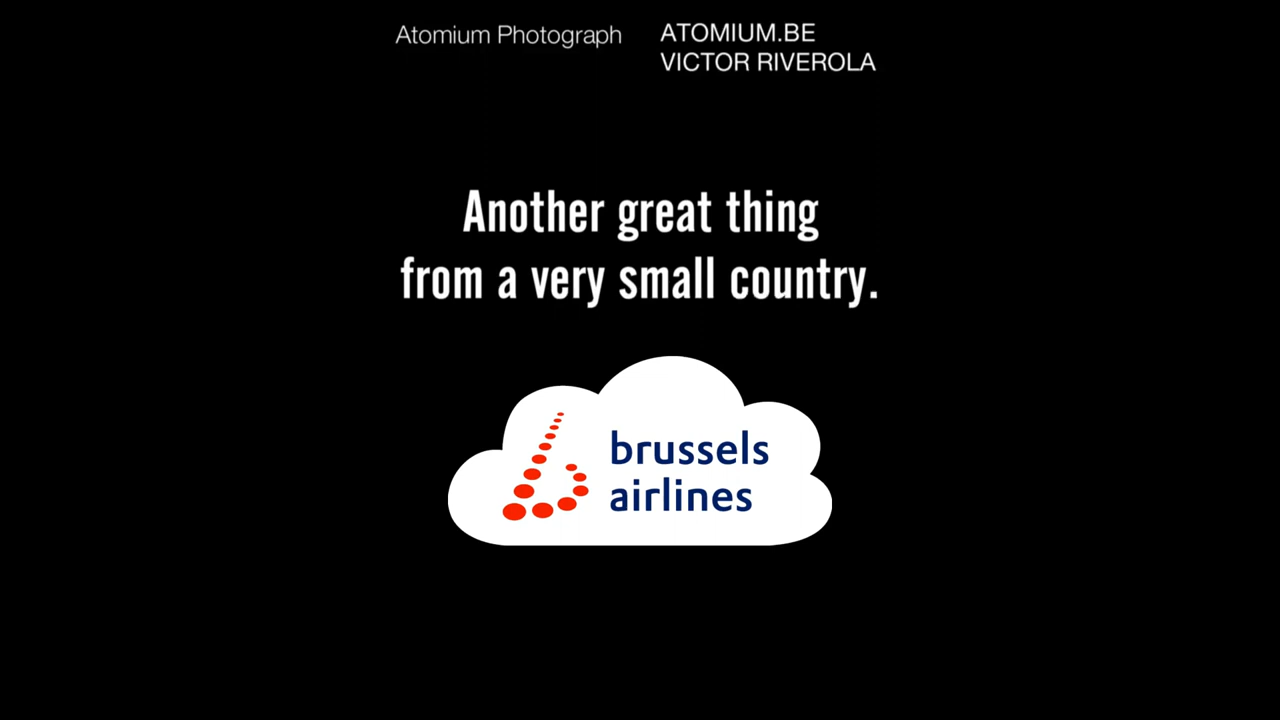 Atomium Photograph
ATOMIUM.BE
VICTOR RIVEROLA
Another great thing
from a very small country.
brussels
airlines